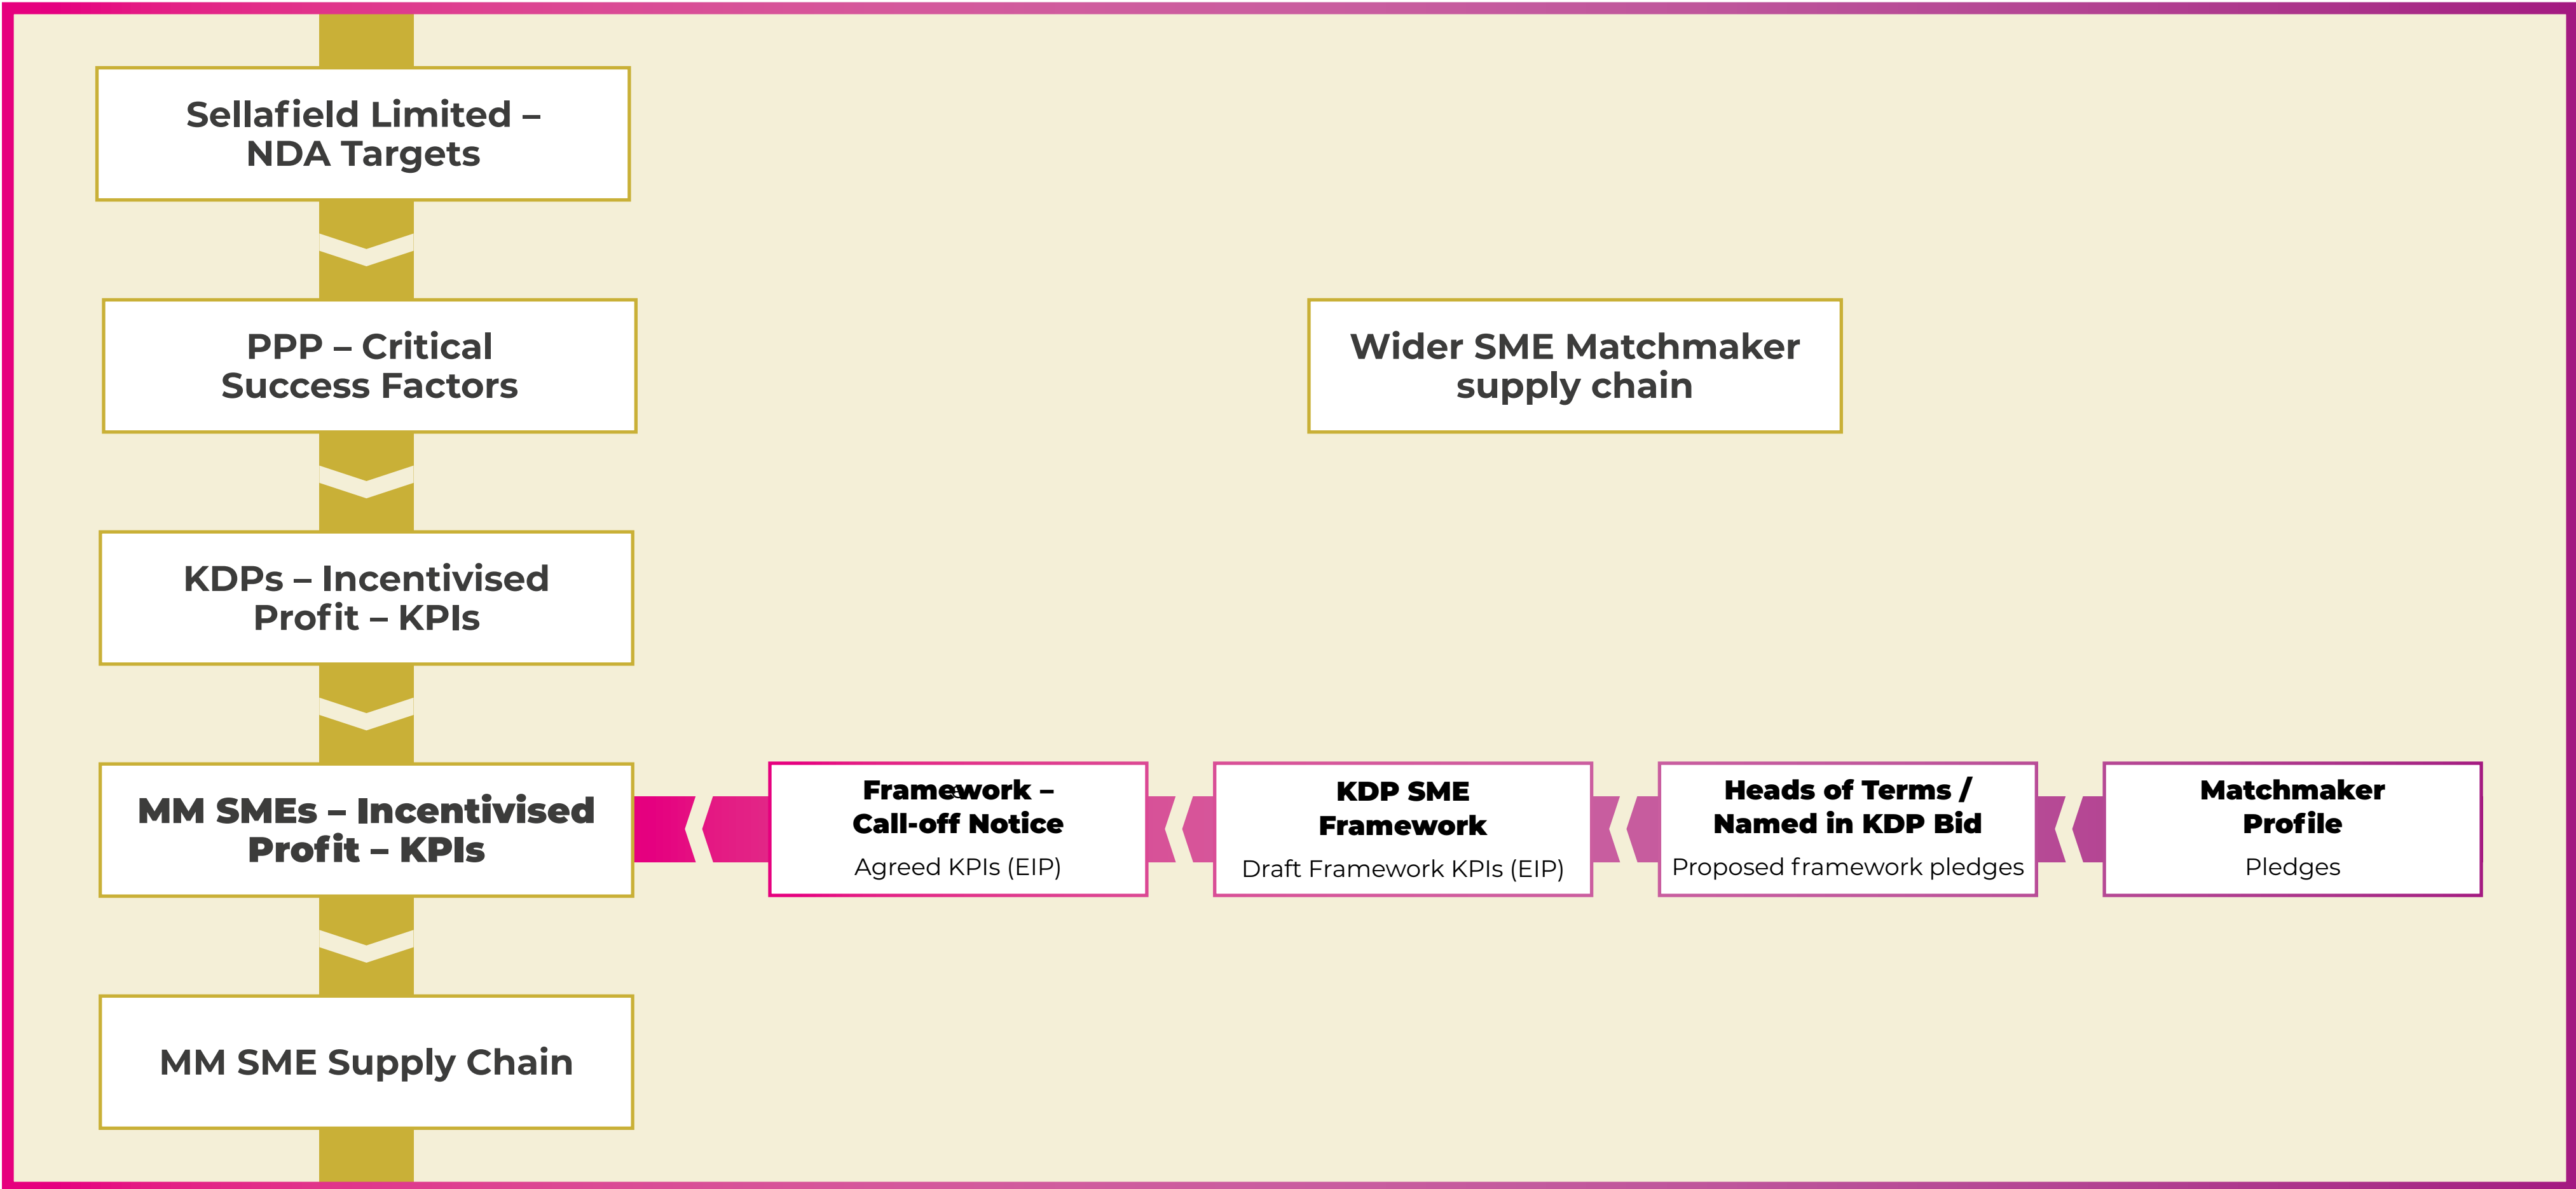 Sellafield Limited –
NDA Targets
PPP – Critical
Success Factors
Wider SME Matchmaker
supply chain
KDPs – Incentivised
Profit – KPIs
MM SMEs – Incentivised
Profit – KPIs
Framework –
Call-off Notice
Agreed KPIs (EIP)
KDP SME
Framework
Draft Framework KPIs (EIP)
Heads of Terms /
Named in KDP Bid
Proposed framework pledges
Matchmaker
Profile
Pledges
MM SME Supply Chain